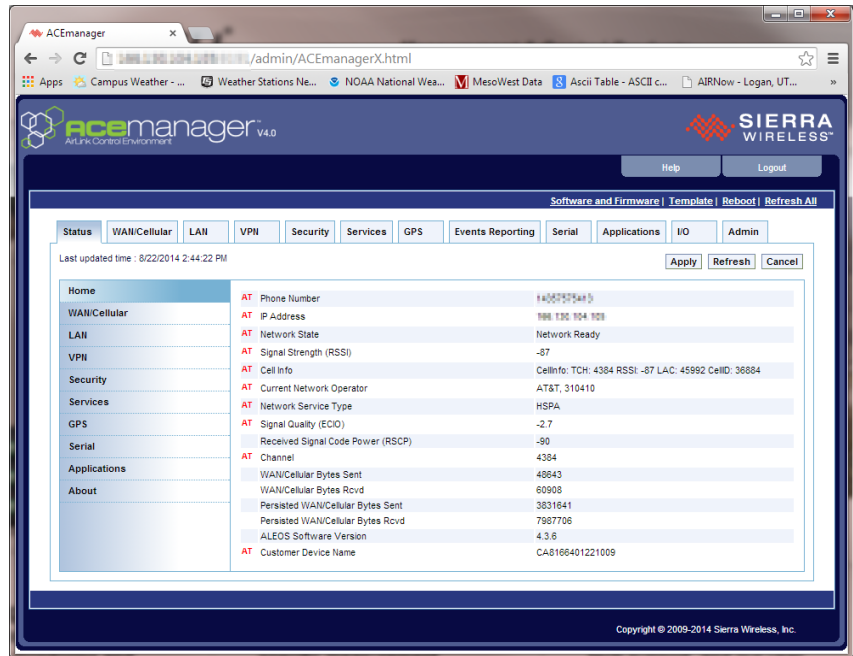 ACEmanager
/admin/ACEmanagerX.html
Apps Campus Weather - ... Weather Stations Ne... NOAA National Wea... MesoWest Data Ascii Table - ASCII c... AIRNow - Logan, UT... »
acemanager™ V4.0
AirLink Control Environment
SIERRA WIRELESS™
Help Logout
Software and Firmware | Template | Reboot | Refresh All
Status WAN/Cellular LAN VPN Security Services GPS Events Reporting Serial Applications I/O Admin
Last updated time : 8/22/2014 2:44:22 PM
Apply Refresh Cancel
Home
WAN/Cellular
LAN
VPN
Security
Services
GPS
Serial
Applications
About
AT Phone Number
AT IP Address
AT Network State Network Ready
AT Signal Strength (RSSI) -87
AT Cell Info CellInfo: TCH: 4384 RSSI: -87 LAC: 45992 CellID: 36884
AT Current Network Operator AT&T, 310410
AT Network Service Type HSPA
AT Signal Quality (ECIO) -2.7
Received Signal Code Power (RSCP) -90
AT Channel 4384
WAN/Cellular Bytes Sent 48643
WAN/Cellular Bytes Rcvd 60908
Persisted WAN/Cellular Bytes Sent 3831641
Persisted WAN/Cellular Bytes Rcvd 7987706
ALEOS Software Version 4.3.6
AT Customer Device Name CA8166401221009
Copyright © 2009-2014 Sierra Wireless, Inc.